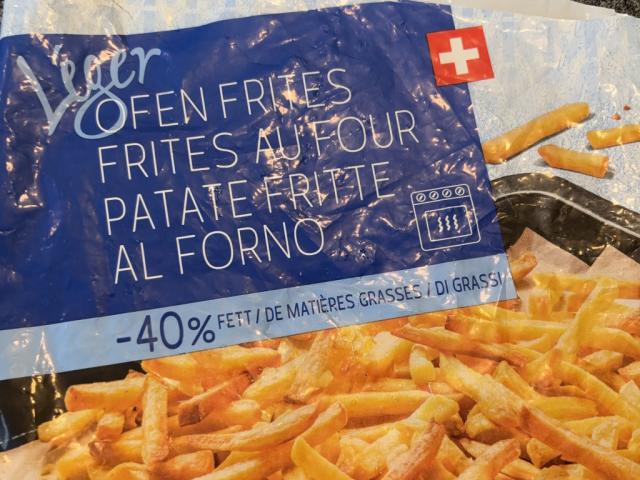 Léger
OFEN FRITES
FRITES AU FOUR
PATATE FRITTE
AL FORNO
-40% FETT / DE MATIÈRES GRASSES / DI GRASSI